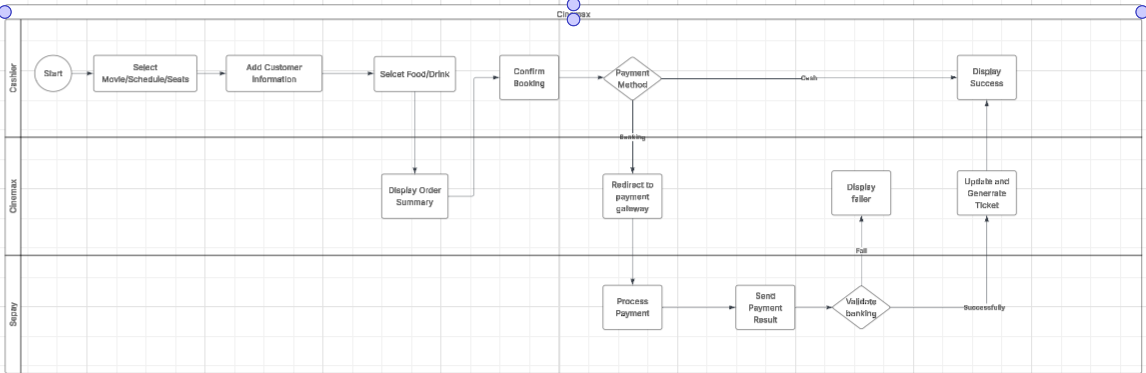 Cinemax
Cashier
Start
Select
Movie/Schedule/Seats
Add Customer
Information
Selcet Food/Drink
Confirm
Booking
Payment
Method
Cash
Display
Success
Banking
Cinemax
Display Order
Summary
Redirect to
payment
gateway
Display
failer
Update and
Generrate
Ticket
Fail
Sepay
Process
Payment
Send
Payment
Result
Validate
banking
Successfully